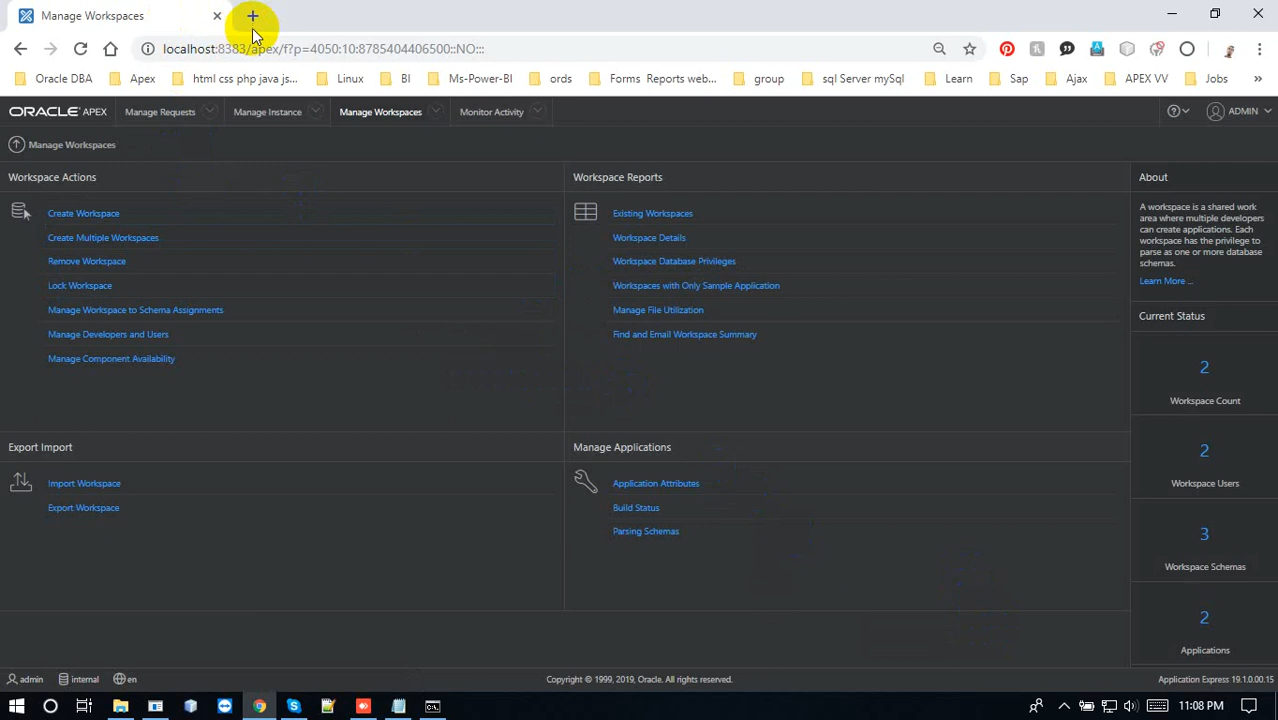 Manage Workspaces
localhost:8383/apex/f?p=4050:10:8785404406500::NO:::
Oracle DBA
Apex
html css php java js...
Linux
BI
Ms-Power-BI
ords
Forms Reports web...
group
sql Server mySql
Learn
Sap
Ajax
APEX VV
Jobs
»
ORACLE APEX
Manage Requests
Manage Instance
Manage Workspaces
Monitor Activity
ADMIN
Manage Workspaces
Workspace Actions
Create Workspace
Create Multiple Workspaces
Remove Workspace
Lock Workspace
Manage Workspace to Schema Assignments
Manage Developers and Users
Manage Component Availability
Workspace Reports
Existing Workspaces
Workspace Details
Workspace Database Privileges
Workspaces with Only Sample Application
Manage File Utilization
Find and Email Workspace Summary
About
A workspace is a shared work
area where multiple developers
can create applications. Each
workspace has the privilege to
parse as one or more database
schemas.
Learn More ...
Current Status
2
Workspace Count
2
Workspace Users
3
Workspace Schemas
2
Applications
Export Import
Import Workspace
Export Workspace
Manage Applications
Application Attributes
Build Status
Parsing Schemas
admin
internal
en
Copyright © 1999, 2019, Oracle. All rights reserved.
Application Express 19.1.0.00.15
11:08 PM